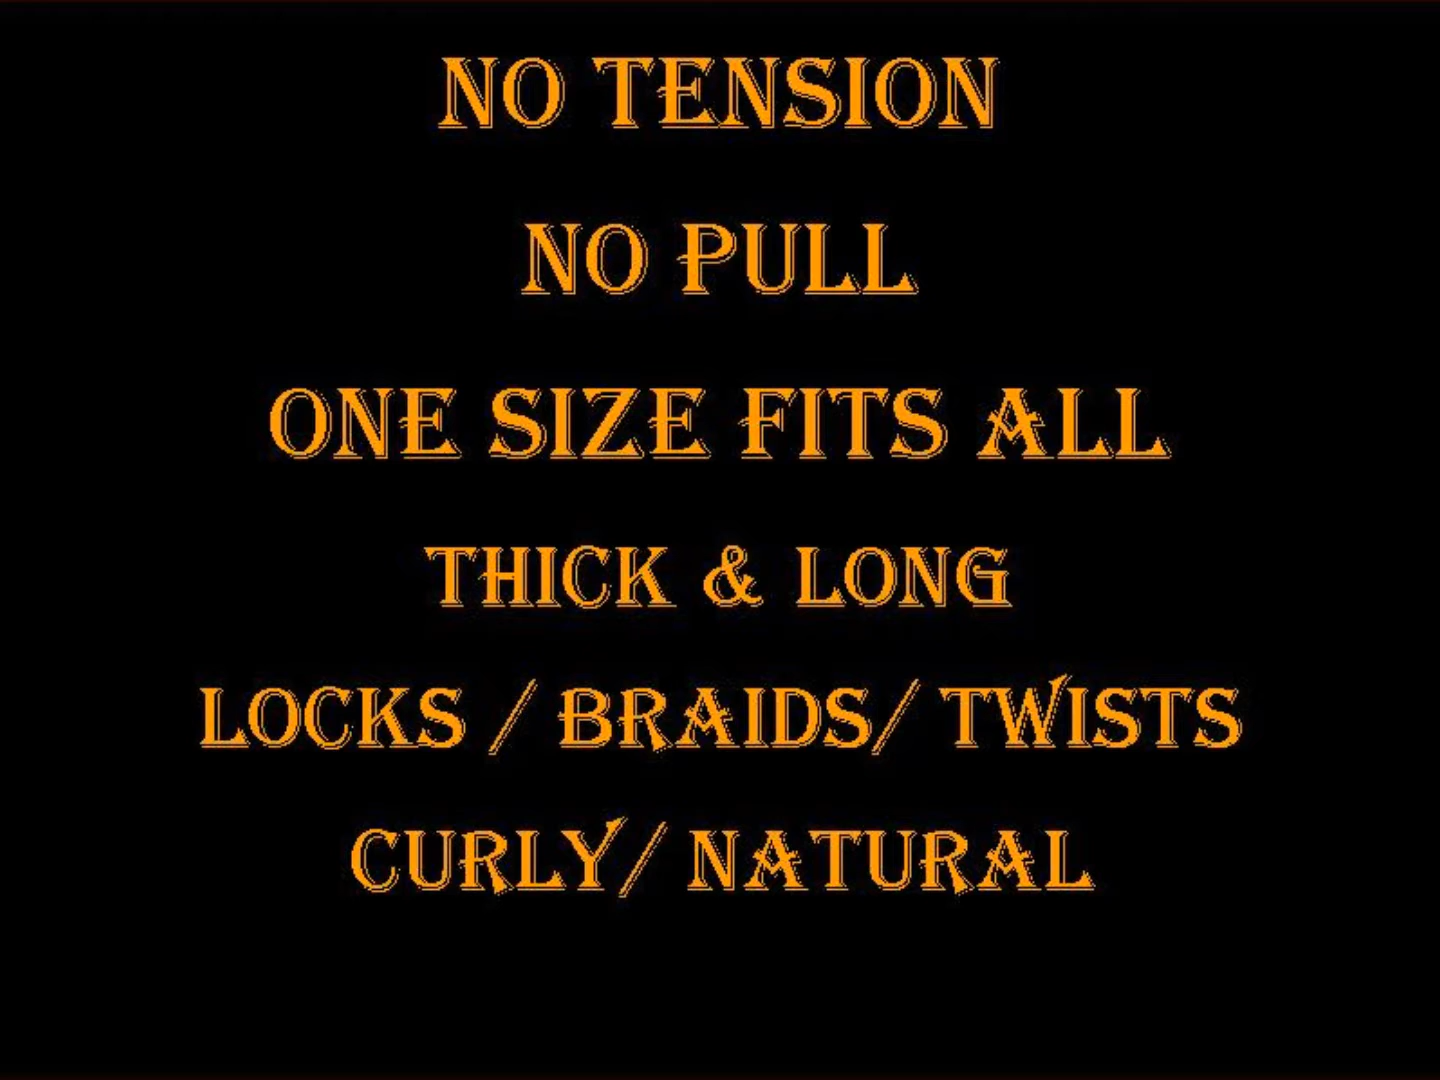 NO TENSION
NO PULL
ONE SIZE FITS ALL
THICK & LONG
LOCKS / BRAIDS/ TWISTS
CURLY/ NATURAL